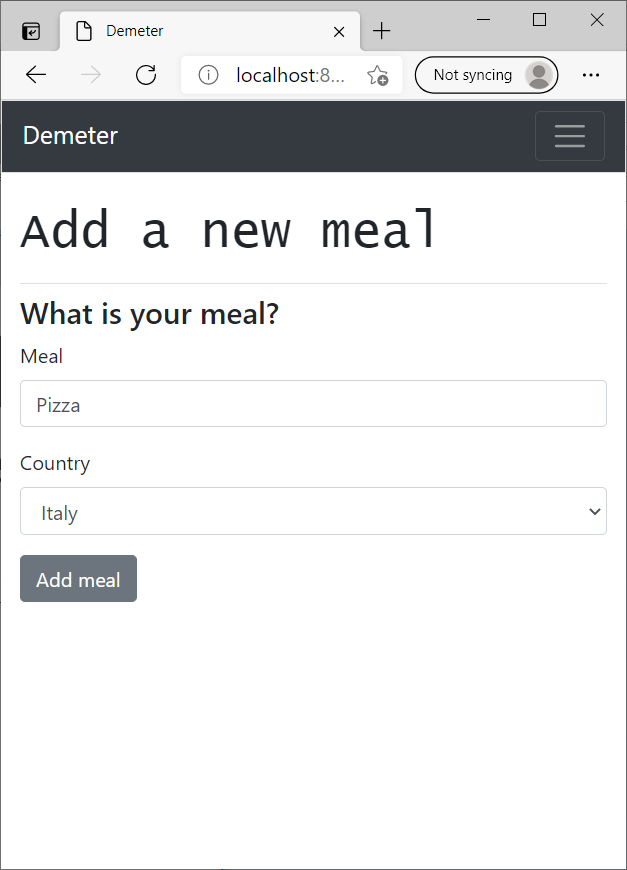 Demeter
localhost:8...
Not syncing
Demeter
Add a new meal
What is your meal?
Meal
Pizza
Country
Italy
Add meal